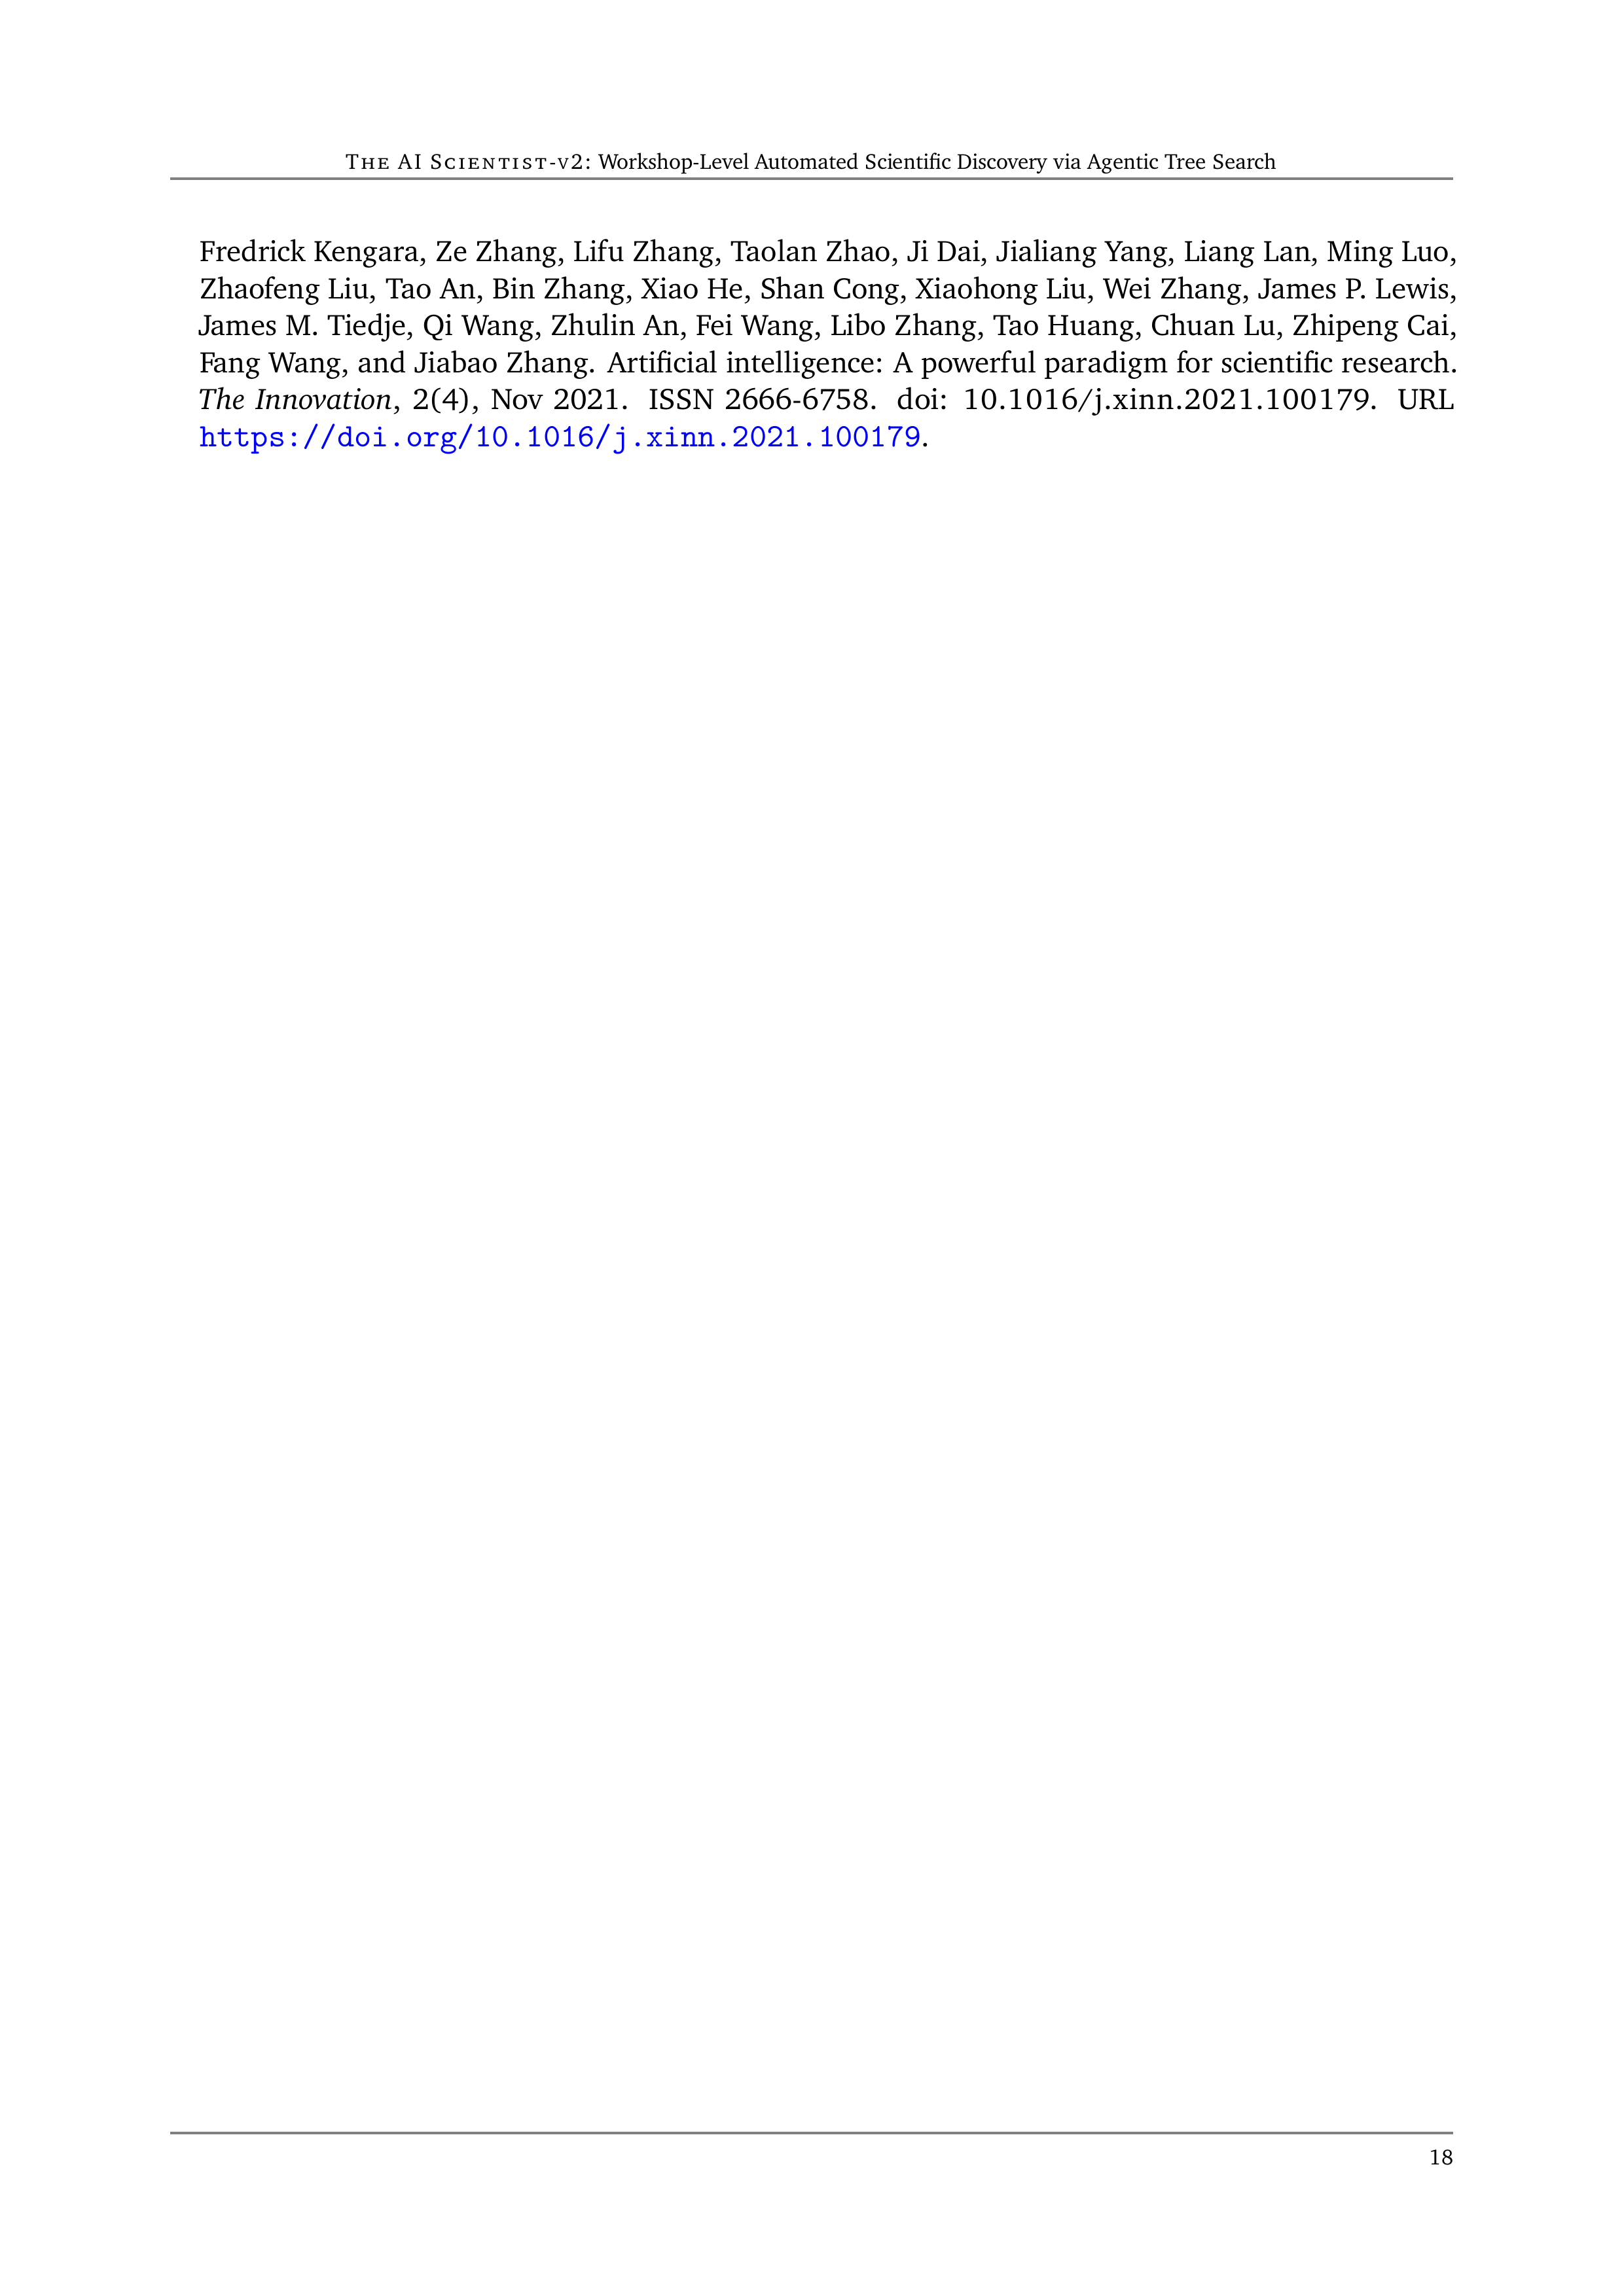 THE AI SCIENTIST-V2: Workshop-Level Automated Scientific Discovery via Agentic Tree Search
Fredrick Kengara, Ze Zhang, Lifu Zhang, Taolan Zhao, Ji Dai, Jialiang Yang, Liang Lan, Ming Luo,
Zhaofeng Liu, Tao An, Bin Zhang, Xiao He, Shan Cong, Xiaohong Liu, Wei Zhang, James P. Lewis,
James M. Tiedje, Qi Wang, Zhulin An, Fei Wang, Libo Zhang, Tao Huang, Chuan Lu, Zhipeng Cai,
Fang Wang, and Jiabao Zhang. Artificial intelligence: A powerful paradigm for scientific research.
The Innovation, 2(4), Nov 2021. ISSN 2666-6758. doi: 10.1016/j.xinn.2021.100179. URL
https://doi.org/10.1016/j.xinn.2021.100179.
18